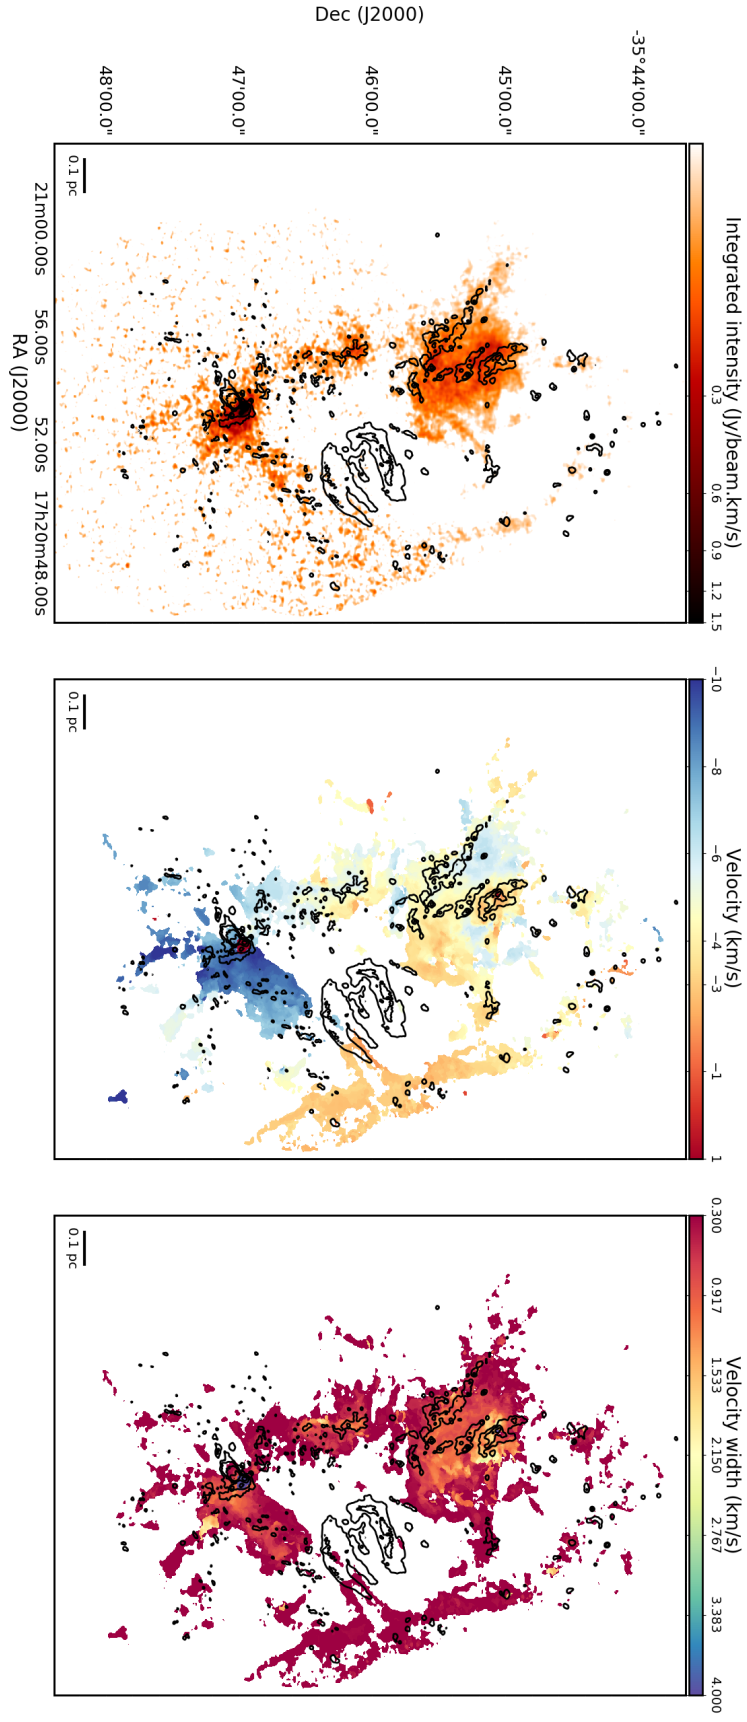 Integrated intensity (Jy/beam.km/s)
0.3
0.6
0.9
1.2
1.5
-35°44'00.0"
45'00.0"
46'00.0"
47'00.0"
48'00.0"
Dec (J2000)
0.1 pc
21m00.00s
56.00s
52.00s
17h20m48.00s
RA (J2000)
Velocity (km/s)
−10
−8
−6
−4
−3
−1
1
0.1 pc
Velocity width (km/s)
0.300
0.917
1.533
2.150
2.767
3.383
4.000
0.1 pc